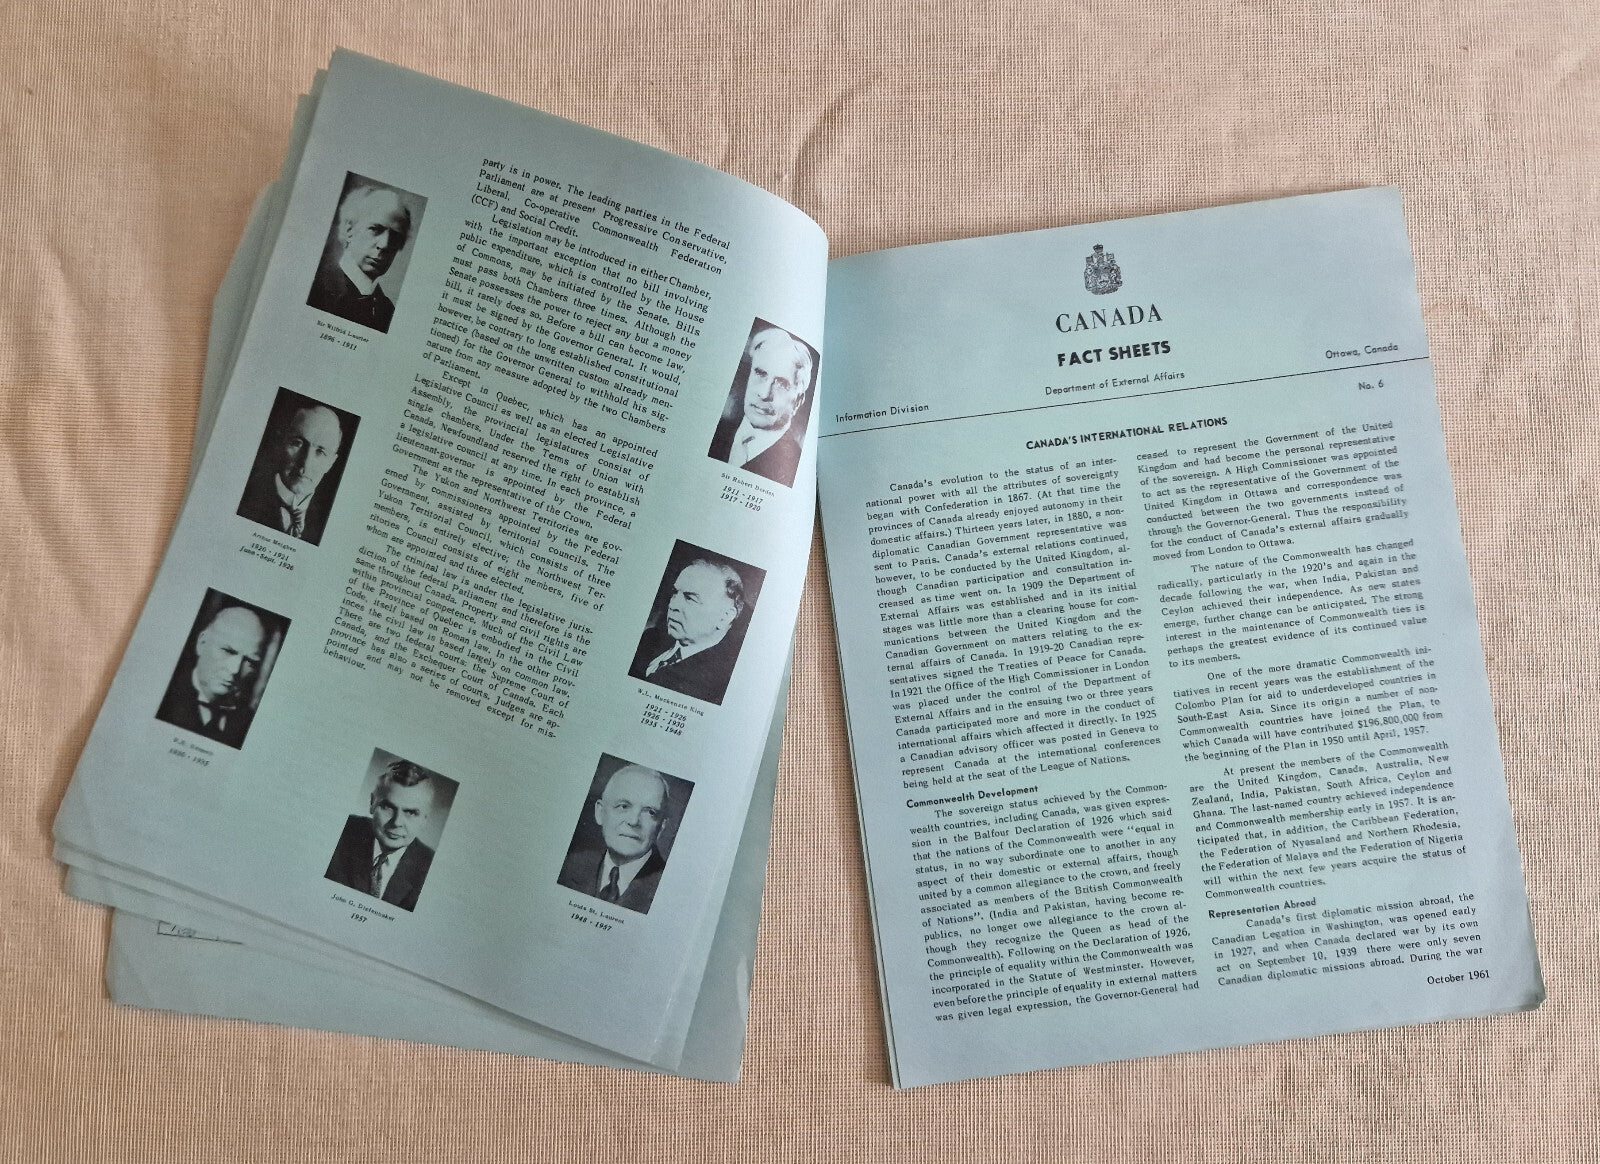 party is in power. The leading parties in the Federal
Parliament are at present Progressive Conservative,
Liberal, Co-operative Commonwealth Federation
(CCF) and Social Credit.
Legislation may be introduced in either Chamber,
with the important exception that no bill involving
public expenditure, which is controlled by the House
of Commons, may be initiated by the Senate. Bills
must pass both Chambers three times. Although the
Senate possesses the power to reject any but a money
bill, it rarely does so. Before a bill can become law,
it must be signed by the Governor General. It would,
however, be contrary to long established constitutional
practice (based on the unwritten custom already men-
tioned) for the Governor General to withhold his sig-
nature from any measure adopted by the two Chambers
of Parliament.
Except in Quebec, which has an appointed
Legislative Council as well as an elected Legislative
Assembly, the provincial legislatures consist of
single chambers. Under the Terms of Union with
Canada, Newfoundland reserved the right to establish
a legislative council at any time. In each province, a
lieutenant-governor is appointed by the Federal
Government as the representative of the Crown.
The Yukon and Northwest Territories are gov-
erned by commissioners appointed by the Federal
Government, assisted by territorial councils. The
Yukon Territorial Council, which consists of three
members, is entirely elective; the Northwest Ter-
ritories Council consists of eight members, five of
whom are appointed and three elected.
The criminal law is under the legislative juris-
diction of the federal Parliament and therefore is the
same throughout Canada. Property and civil rights are
within provincial competence. Much of the Civil Law
of the Province of Quebec is embodied in the Civil
Code, itself based on Roman law. In the other prov-
inces the civil law is based largely on common law.
There are two federal courts, the Supreme Court of
Canada, and the Exchequer Court of Canada. Each
province has also a series of courts. Judges are ap-
pointed and may not be removed except for mis-
behaviour.
Sir Wilfrid Laurier
1896 - 1911
Sir Robert Borden
1911 - 1917
1917 - 1920
Arthur Meighen
1920 - 1921
June - Sept. 1926
W.L. Mackenzie King
1921 - 1926
1926 - 1930
1935 - 1948
R.B. Bennett
1930 - 1935
John G. Diefenbaker
1957
Louis St. Laurent
1948 - 1957
CANADA
FACT SHEETS
Department of External Affairs
Ottawa, Canada
Information Division
No. 6
CANADA'S INTERNATIONAL RELATIONS
Canada's evolution to the status of an inter-
national power with all the attributes of sovereignty
began with Confederation in 1867. (At that time the
provinces of Canada already enjoyed autonomy in their
domestic affairs.) Thirteen years later, in 1880, a non-
diplomatic Canadian Government representative was
sent to Paris. Canada's external relations continued,
however, to be conducted by the United Kingdom, al-
though Canadian participation and consultation in-
creased as time went on. In 1909 the Department of
External Affairs was established and in its initial
stages was little more than a clearing house for com-
munications between the United Kingdom and the
Canadian Government on matters relating to the ex-
ternal affairs of Canada. In 1919-20 Canadian repre-
sentatives signed the Treaties of Peace for Canada.
In 1921 the Office of the High Commissioner in London
was placed under the control of the Department of
External Affairs and in the ensuing two or three years
Canada participated more and more in the conduct of
international affairs which affected it directly. In 1925
a Canadian advisory officer was posted in Geneva to
represent Canada at the international conferences
being held at the seat of the League of Nations.
Commonwealth Development
The sovereign status achieved by the Common-
wealth countries, including Canada, was given expres-
sion in the Balfour Declaration of 1926 which said
that the nations of the Commonwealth were "equal in
status, in no way subordinate one to another in any
aspect of their domestic or external affairs, though
united by a common allegiance to the crown, and freely
associated as members of the British Commonwealth
of Nations". (India and Pakistan, having become re-
publics, no longer owe allegiance to the crown al-
though they recognize the Queen as head of the
Commonwealth). Following on the Declaration of 1926,
the principle of equality within the Commonwealth was
incorporated in the Statute of Westminster. However,
even before the principle of equality in external matters
was given legal expression, the Governor-General had
ceased to represent the Government of the United
Kingdom and had become the personal representative
of the sovereign. A High Commissioner was appointed
to act as the representative of the Government of the
United Kingdom in Ottawa and correspondence was
conducted between the two governments instead of
through the Governor-General. Thus the responsibility
for the conduct of Canada's external affairs gradually
moved from London to Ottawa.
The nature of the Commonwealth has changed
radically, particularly in the 1920's and again in the
decade following the war, when India, Pakistan and
Ceylon achieved their independence. As new states
emerge, further change can be anticipated. The strong
interest in the maintenance of Commonwealth ties is
perhaps the greatest evidence of its continued value
to its members.
One of the more dramatic Commonwealth ini-
tiatives in recent years was the establishment of the
Colombo Plan for aid to underdeveloped countries in
South-East Asia. Since its origin a number of non-
Commonwealth countries have joined the Plan, to
which Canada will have contributed $196,800,000 from
the beginning of the Plan in 1950 until April, 1957.
At present the members of the Commonwealth
are the United Kingdom, Canada, Australia, New
Zealand, India, Pakistan, South Africa, Ceylon and
Ghana. The last-named country achieved independence
and Commonwealth membership early in 1957. It is an-
ticipated that, in addition, the Caribbean Federation,
the Federation of Nyasaland and Northern Rhodesia,
the Federation of Malaya and the Federation of Nigeria
will within the next few years acquire the status of
Commonwealth countries.
Representation Abroad
Canada's first diplomatic mission abroad, the
Canadian Legation in Washington, was opened early
in 1927, and when Canada declared war by its own
act on September 10, 1939 there were only seven
Canadian diplomatic missions abroad. During the war
October 1961